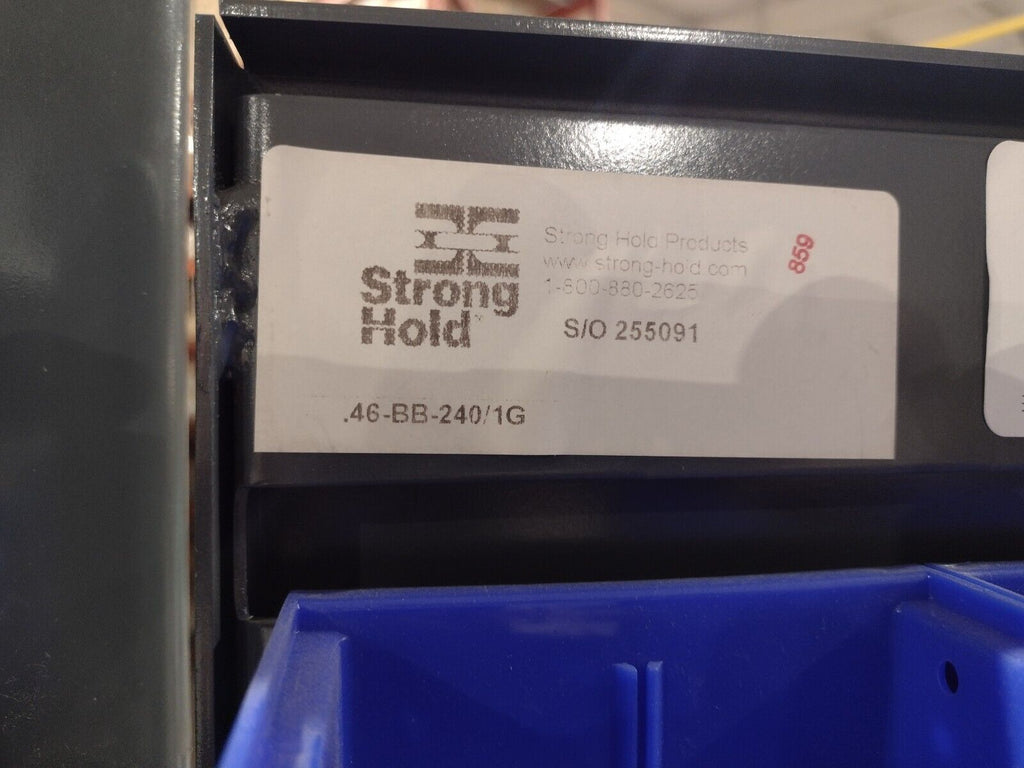 Strong
Hold
Strong Hold Products
www.strong-hold.com
1-800-880-2625
S/O 255091
859
.46-BB-240/1G